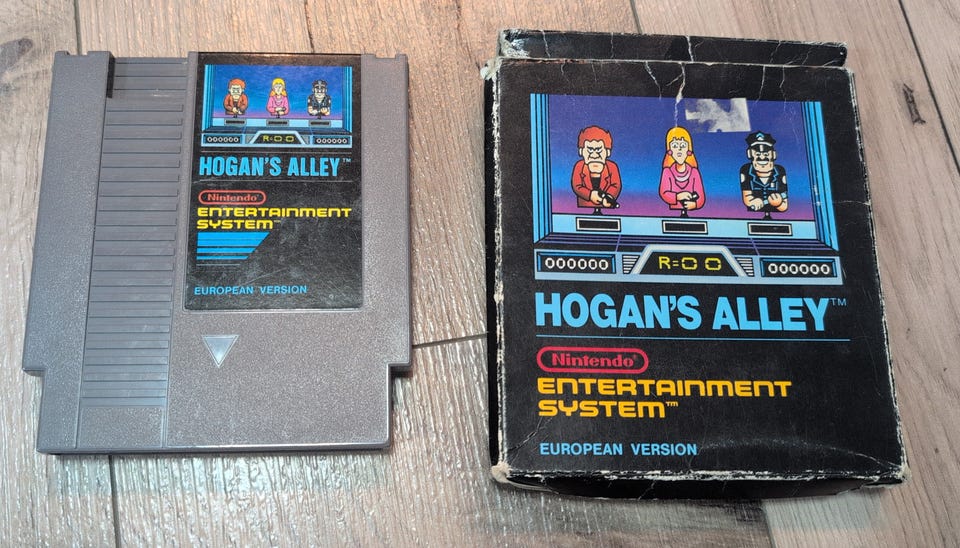 R=00
000000
000000
HOGAN'S ALLEY™
Nintendo®
ENTERTAINMENT
SYSTEM™
EUROPEAN VERSION
R=00
000000
000000
HOGAN'S ALLEY™
Nintendo®
ENTERTAINMENT
SYSTEM™
EUROPEAN VERSION